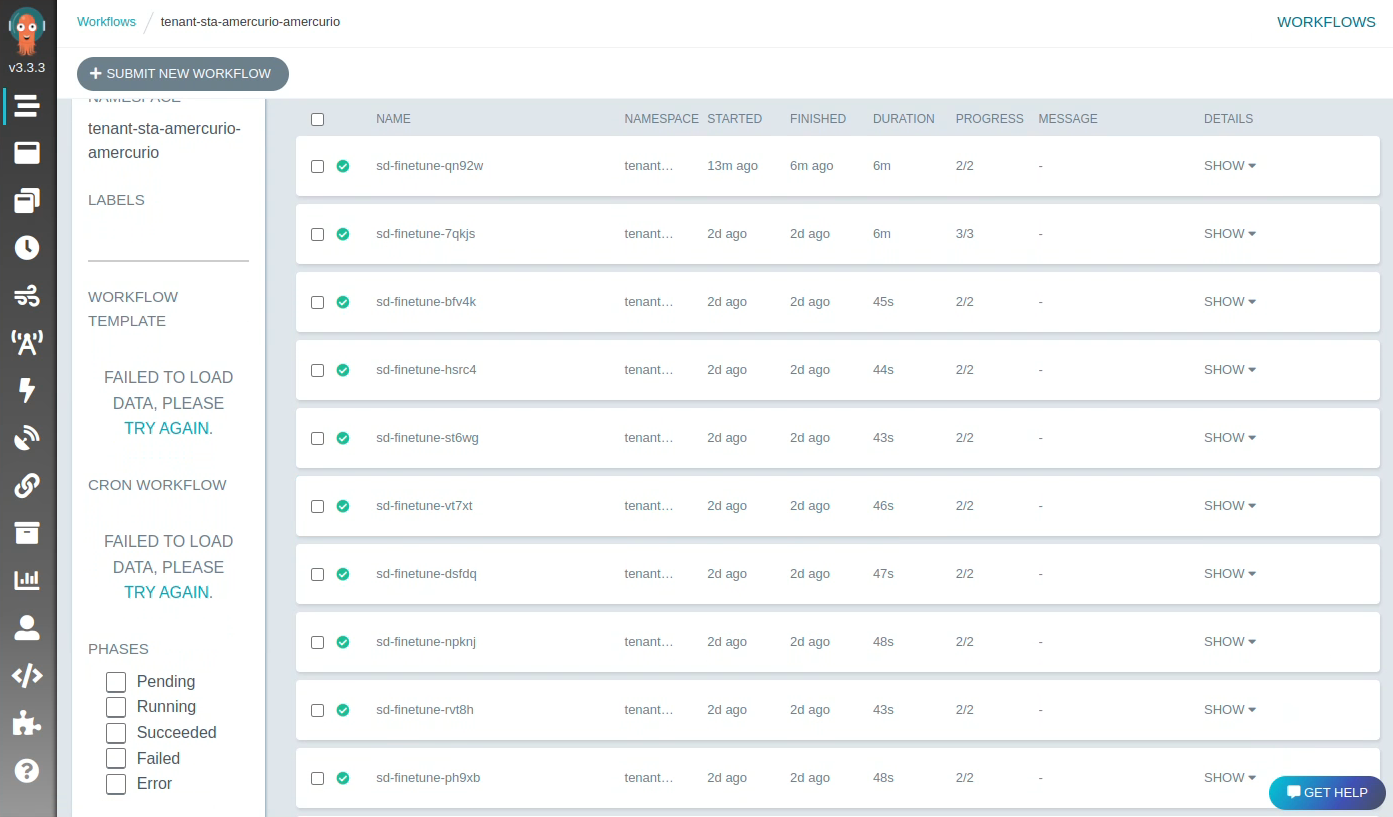 Workflows / tenant-sta-amercurio-amercurio
WORKFLOWS
v3.3.3
+ SUBMIT NEW WORKFLOW
NAMESPACE
tenant-sta-amercurio-
amercurio
LABELS
WORKFLOW
TEMPLATE
FAILED TO LOAD
DATA, PLEASE
TRY AGAIN.
CRON WORKFLOW
FAILED TO LOAD
DATA, PLEASE
TRY AGAIN.
PHASES
Pending
Running
Succeeded
Failed
Error
NAME NAMESPACE STARTED FINISHED DURATION PROGRESS MESSAGE DETAILS
sd-finetune-qn92w tenant... 13m ago 6m ago 6m 2/2 - SHOW
sd-finetune-7qkjs tenant... 2d ago 2d ago 6m 3/3 - SHOW
sd-finetune-bfv4k tenant... 2d ago 2d ago 45s 2/2 - SHOW
sd-finetune-hsrc4 tenant... 2d ago 2d ago 44s 2/2 - SHOW
sd-finetune-st6wg tenant... 2d ago 2d ago 43s 2/2 - SHOW
sd-finetune-vt7xt tenant... 2d ago 2d ago 46s 2/2 - SHOW
sd-finetune-dsfdq tenant... 2d ago 2d ago 47s 2/2 - SHOW
sd-finetune-npknj tenant... 2d ago 2d ago 48s 2/2 - SHOW
sd-finetune-rvt8h tenant... 2d ago 2d ago 43s 2/2 - SHOW
sd-finetune-ph9xb tenant... 2d ago 2d ago 48s 2/2 - SHOW
GET HELP